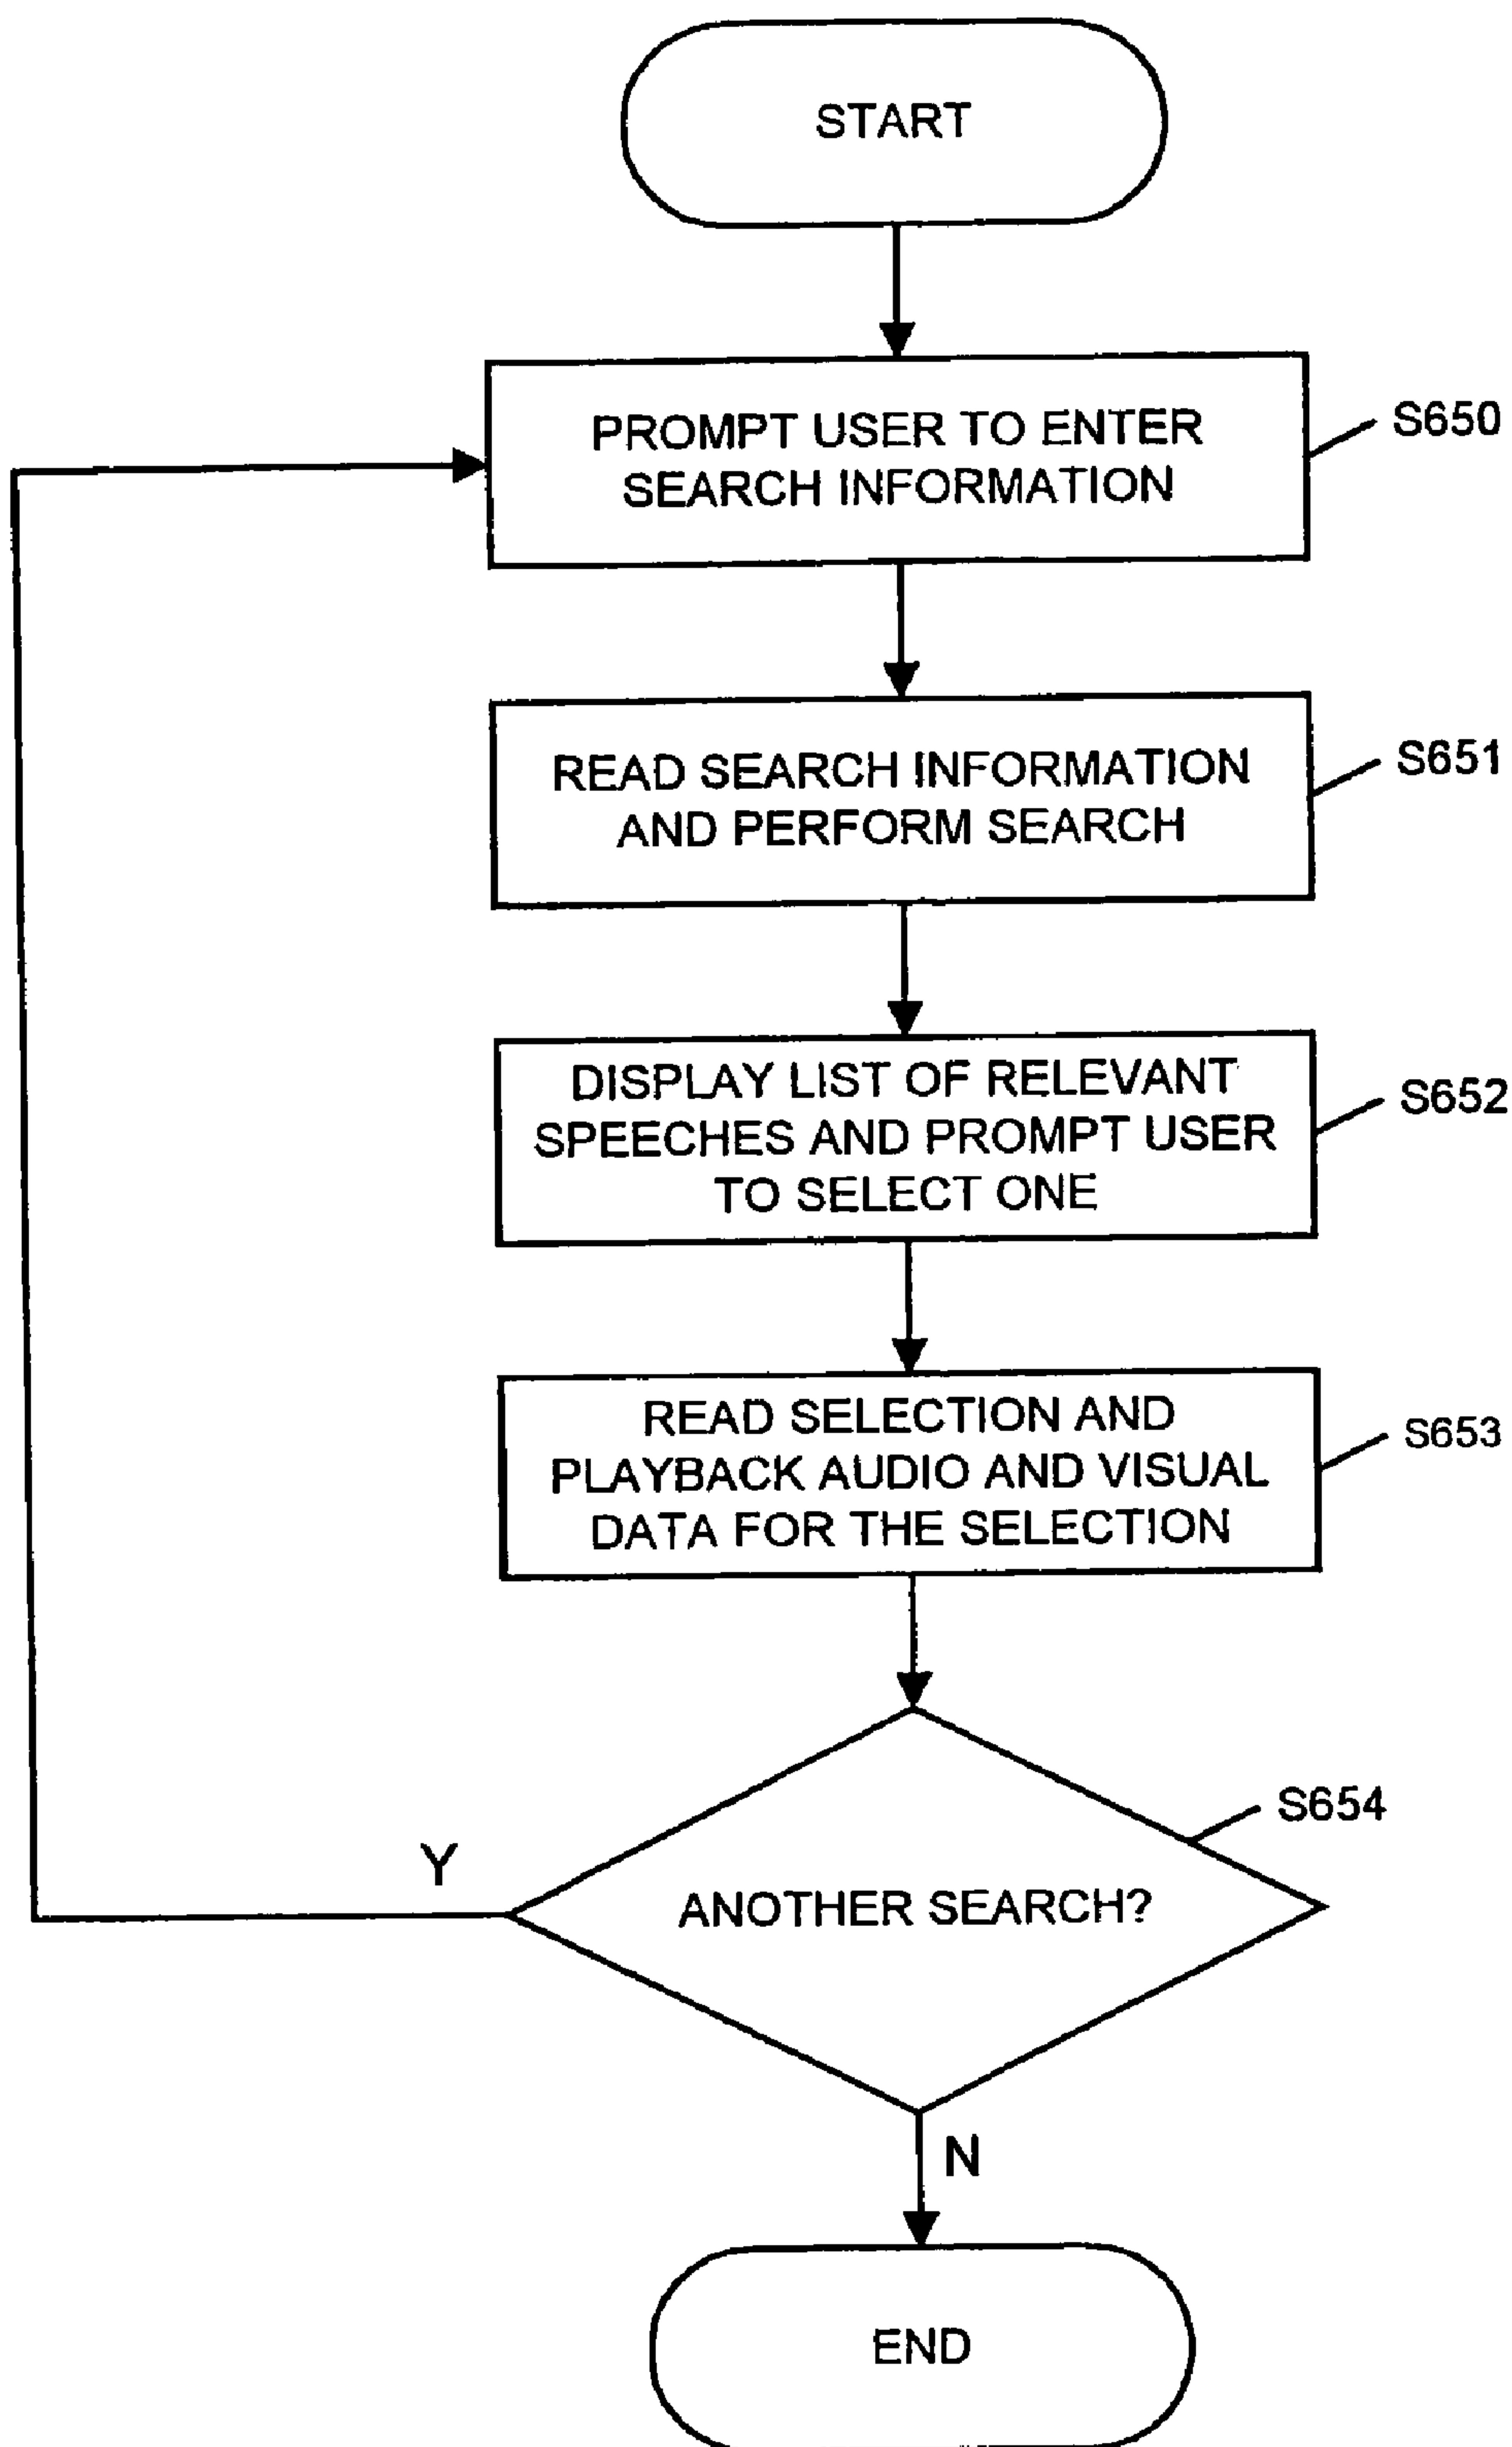 START
PROMPT USER TO ENTER
SEARCH INFORMATION
S650
READ SEARCH INFORMATION
AND PERFORM SEARCH
S651
DISPLAY LIST OF RELEVANT
SPEECHES AND PROMPT USER
TO SELECT ONE
S652
READ SELECTION AND
PLAYBACK AUDIO AND VISUAL
DATA FOR THE SELECTION
S653
S654
Y
ANOTHER SEARCH?
N
END